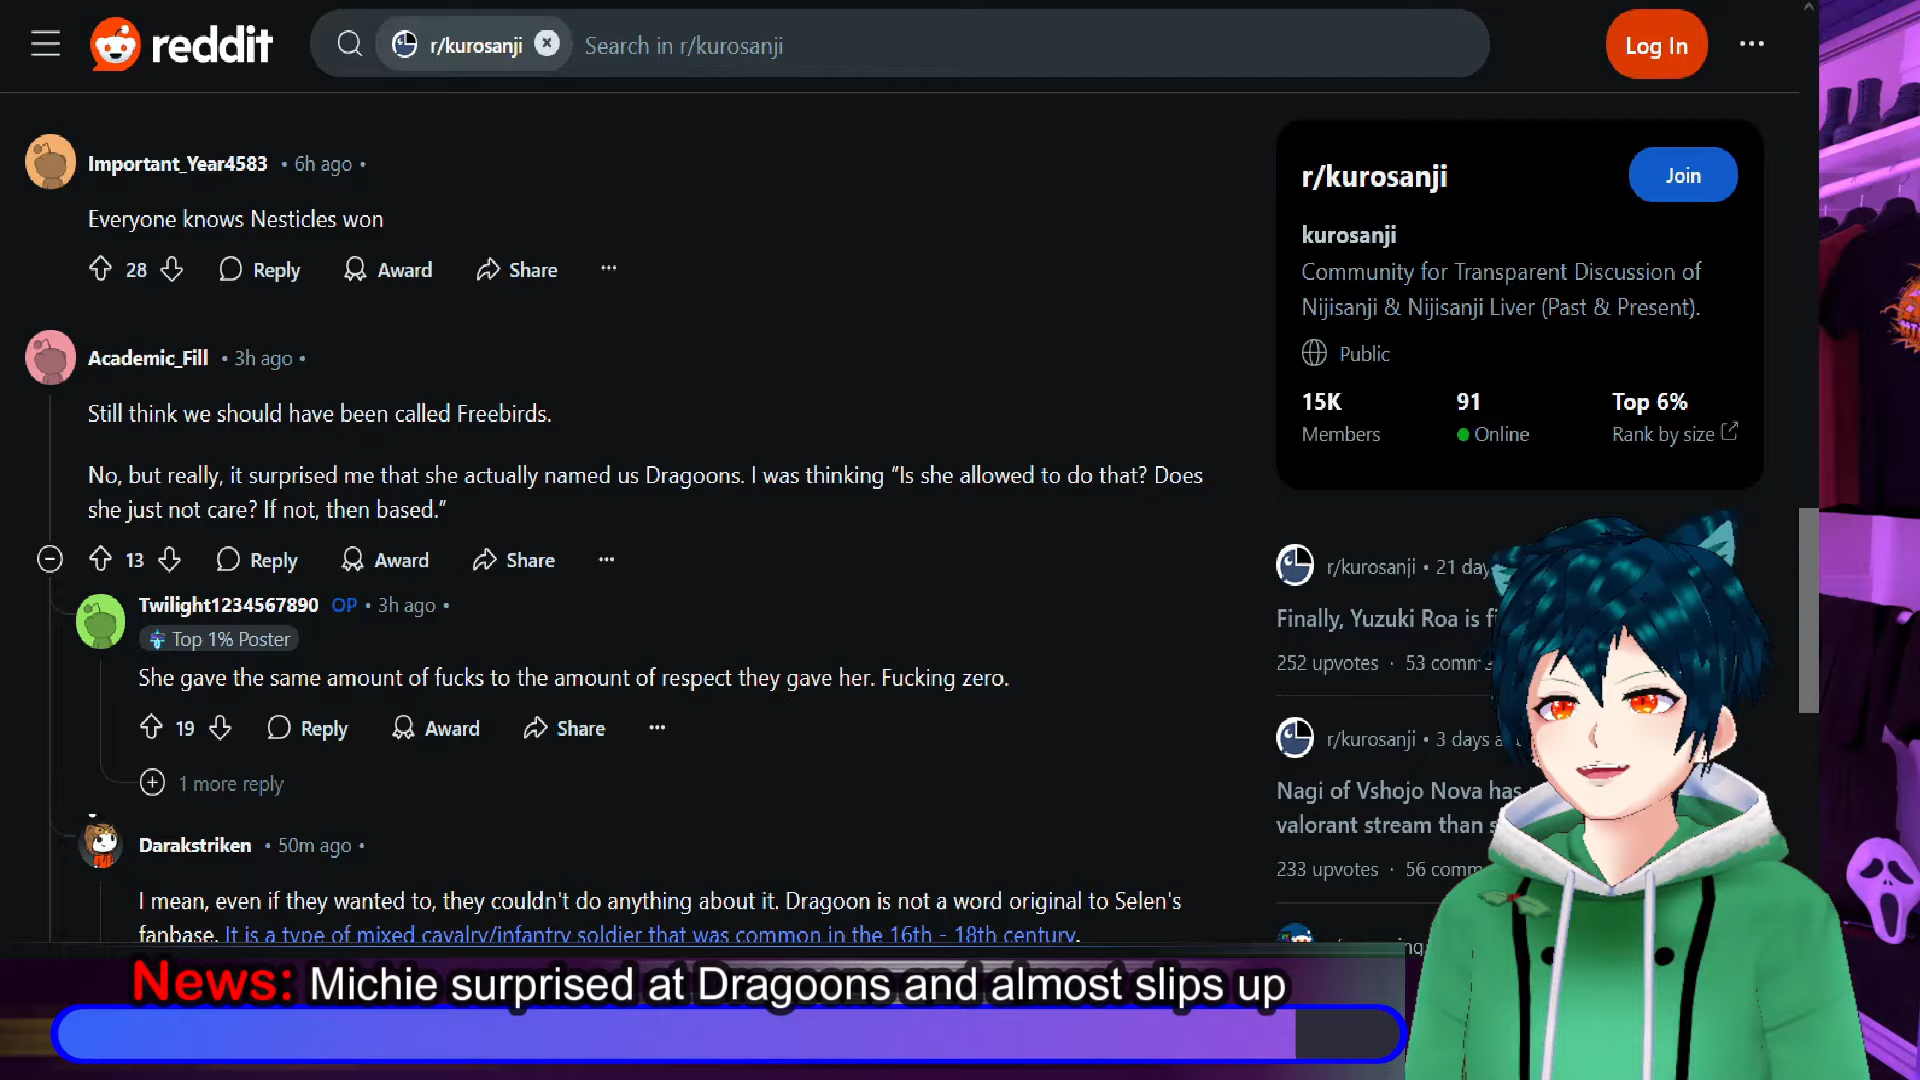 reddit
r/kurosanji
Search in r/kurosanji
Log In
Important_Year4583 • 6h ago •
Everyone knows Nesticles won
28 Reply Award Share
Academic_Fill • 3h ago •
Still think we should have been called Freebirds.
No, but really, it surprised me that she actually named us Dragoons. I was thinking “Is she allowed to do that? Does
she just not care? If not, then based.”
13 Reply Award Share
Twilight1234567890 OP • 3h ago •
Top 1% Poster
She gave the same amount of fucks to the amount of respect they gave her. Fucking zero.
19 Reply Award Share
1 more reply
Darakstriken • 50m ago •
I mean, even if they wanted to, they couldn't do anything about it. Dragoon is not a word original to Selen's
fanbase. It is a type of mixed cavalry/infantry soldier that was common in the 16th - 18th century.
r/kurosanji
Join
kurosanji
Community for Transparent Discussion of
Nijisanji & Nijisanji Liver (Past & Present).
Public
15K 91 Top 6%
Members Online Rank by size
r/kurosanji • 21 day
Finally, Yuzuki Roa is
252 upvotes · 53 comm
r/kurosanji • 3 days
Nagi of Vshojo Nova has
valorant stream than
233 upvotes · 56 comm
News: Michie surprised at Dragoons and almost slips up